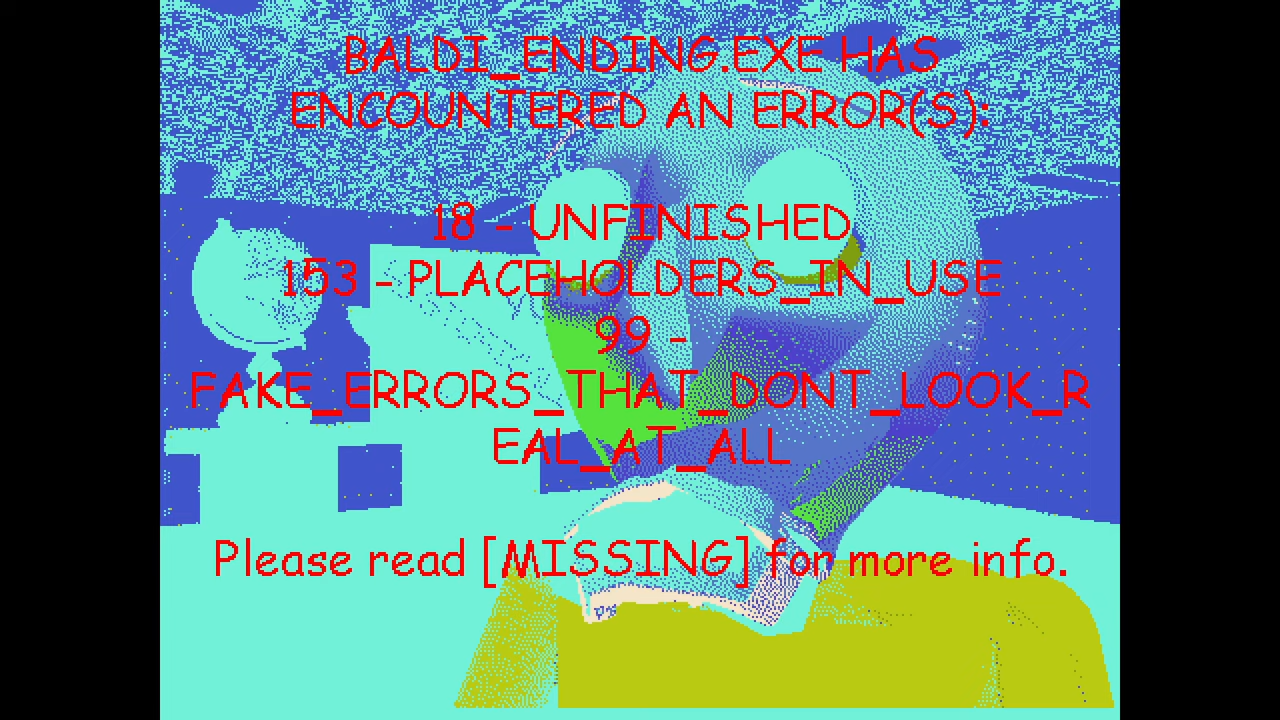 BALDI_ENDING.EXE HAS
ENCOUNTERED AN ERROR(S):
18 - UNFINISHED
153 - PLACEHOLDERS_IN_USE
99 -
FAKE_ERRORS_THAT_DONT_LOOK_R
EAL_AT_ALL
Please read [MISSING] for more info.